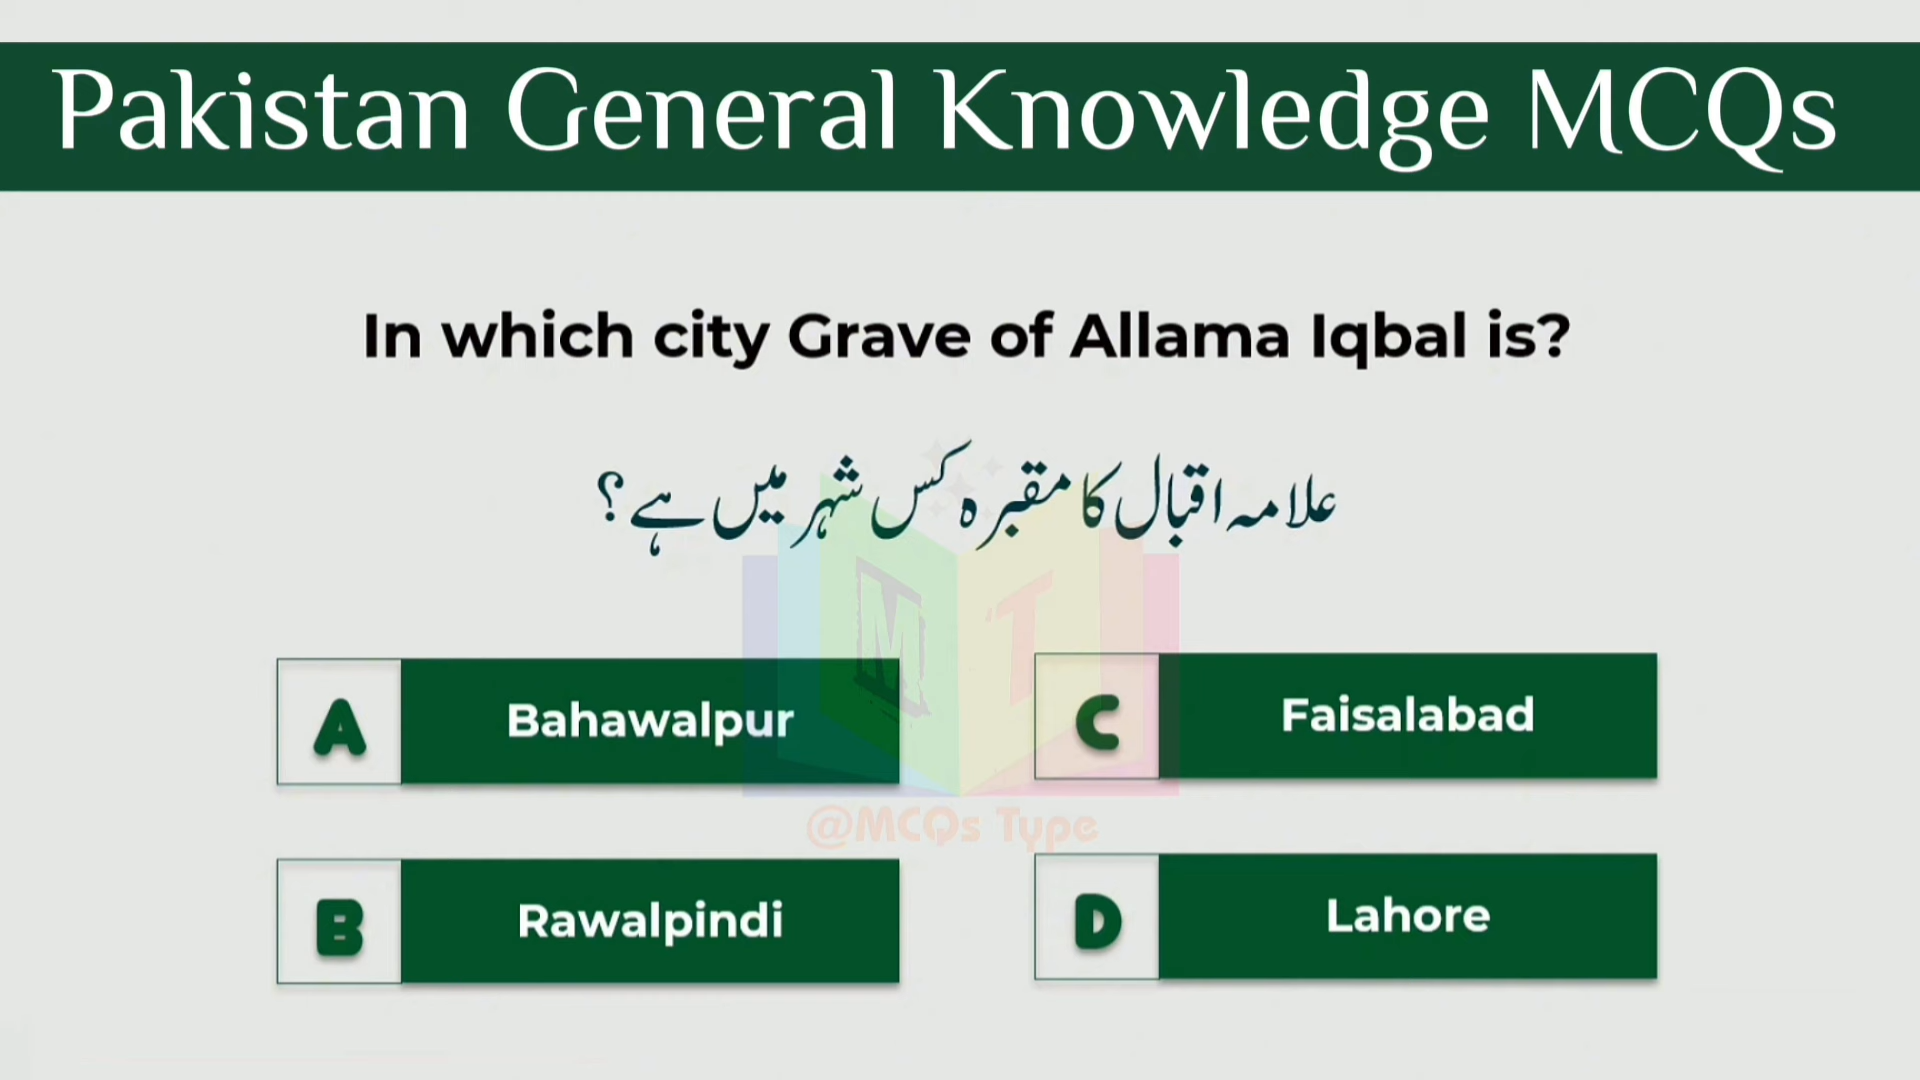 Pakistan General Knowledge MCQs
In which city Grave of Allama Iqbal is?
علامہ اقبال کا مقبرہ کس شہر میں ہے؟
A Bahawalpur
C Faisalabad
MT
@MCQs Type
B Rawalpindi
D Lahore